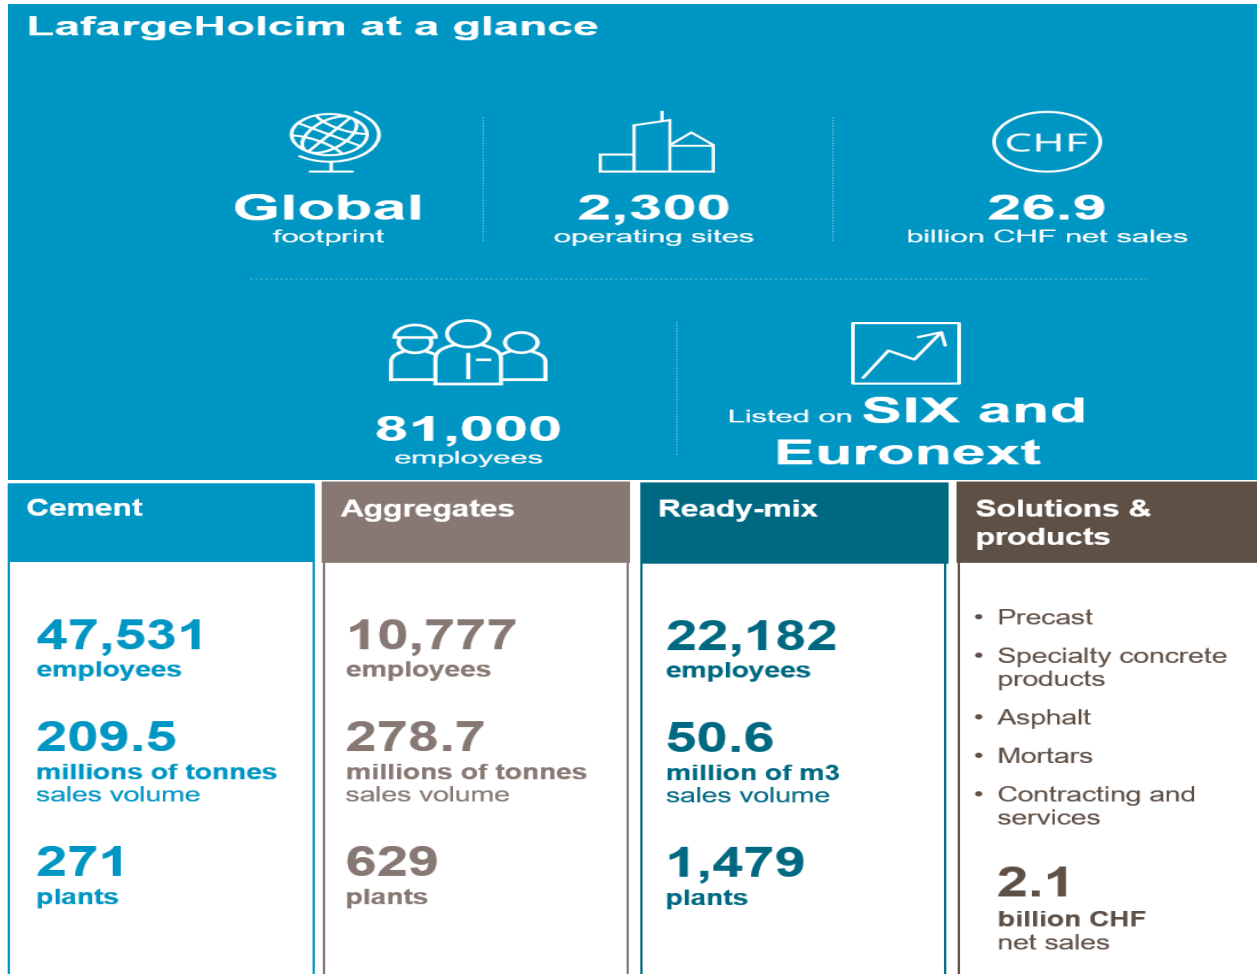 LafargeHolcim at a glance
CHF
Global
footprint
2,300
operating sites
26.9
billion CHF net sales
81,000
employees
Listed on SIX and
Euronext
Cement
47,531
employees
209.5
millions of tonnes
sales volume
271
plants
Aggregates
10,777
employees
278.7
millions of tonnes
sales volume
629
plants
Ready-mix
22,182
employees
50.6
million of m3
sales volume
1,479
plants
Solutions &
products
• Precast
• Specialty concrete
products
• Asphalt
• Mortars
• Contracting and
services
2.1
billion CHF
net sales